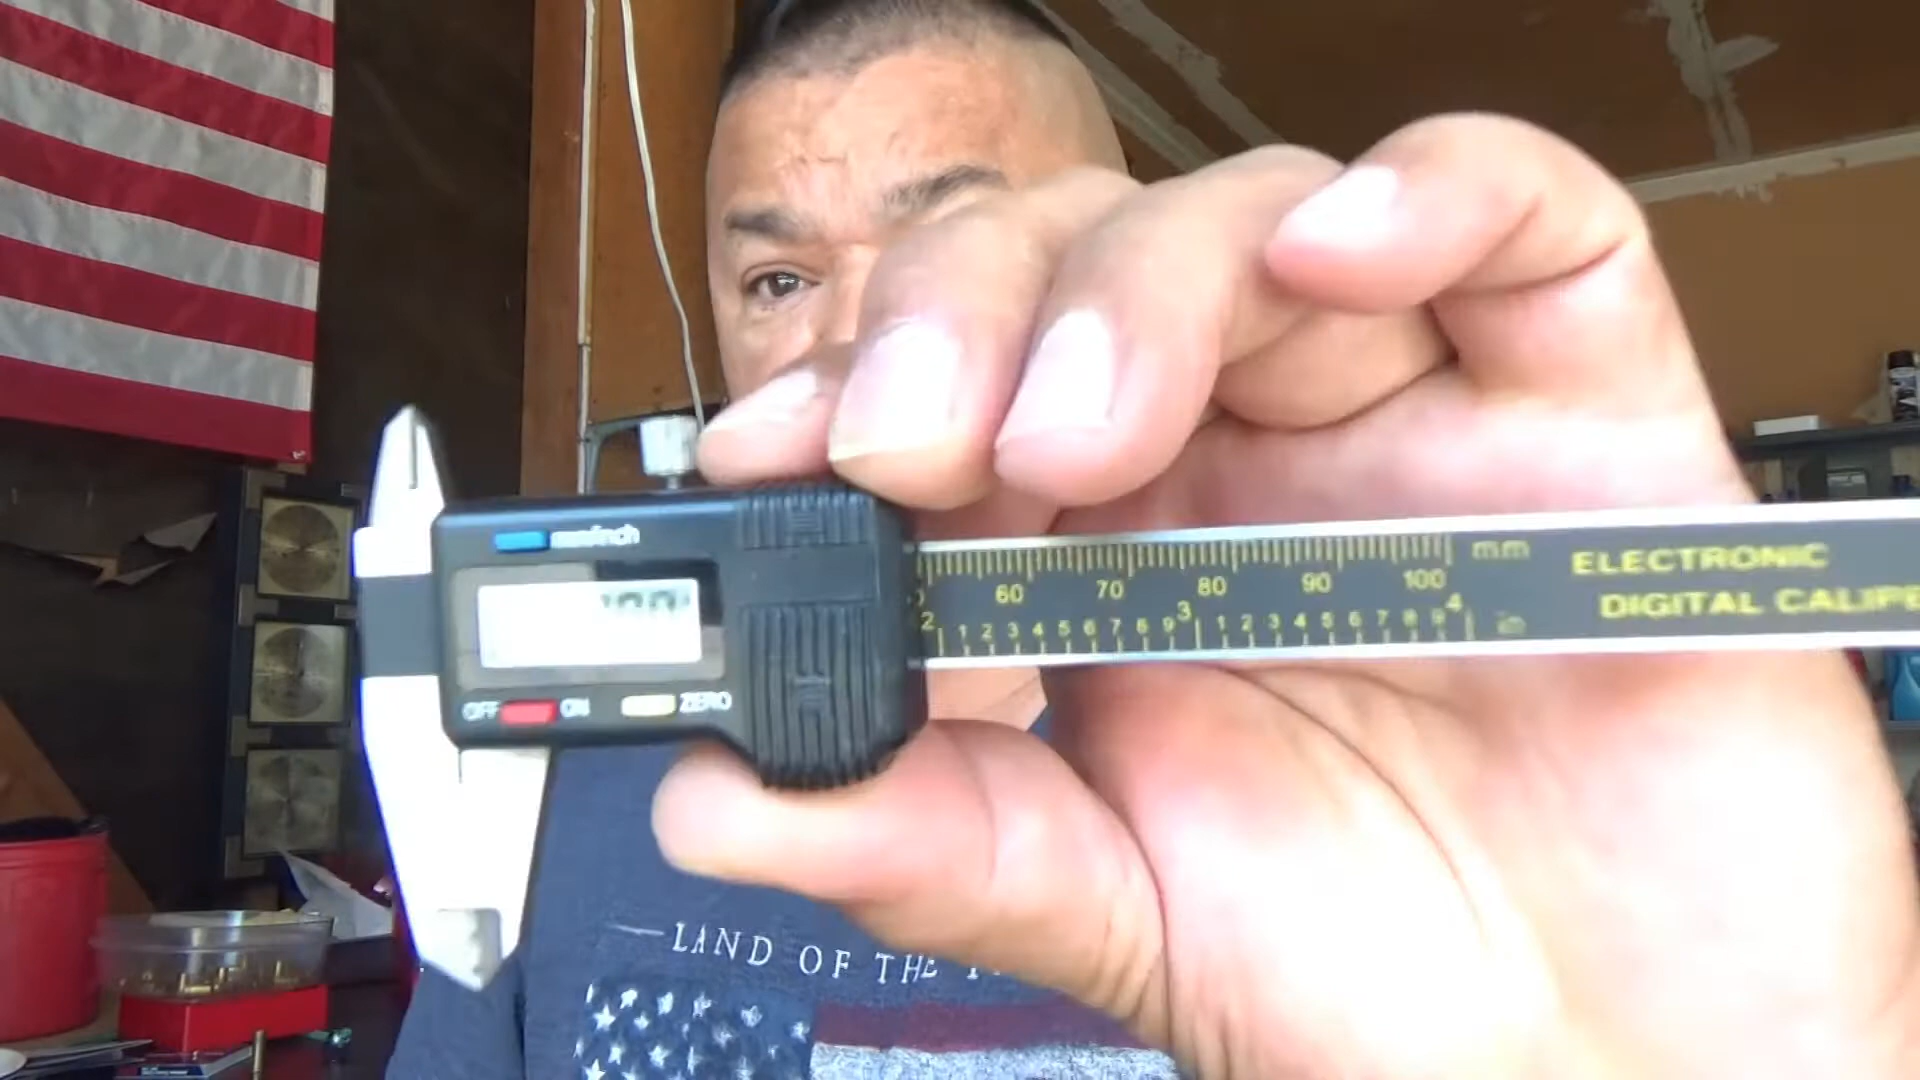 mm/inch
OFF ON ZERO
60 70 80 90 100 mm
2 1 2 3 4 5 6 7 8 9 3 1 2 3 4 5 6 7 8 9 4 in
ELECTRONIC
DIGITAL
LAND OF THE